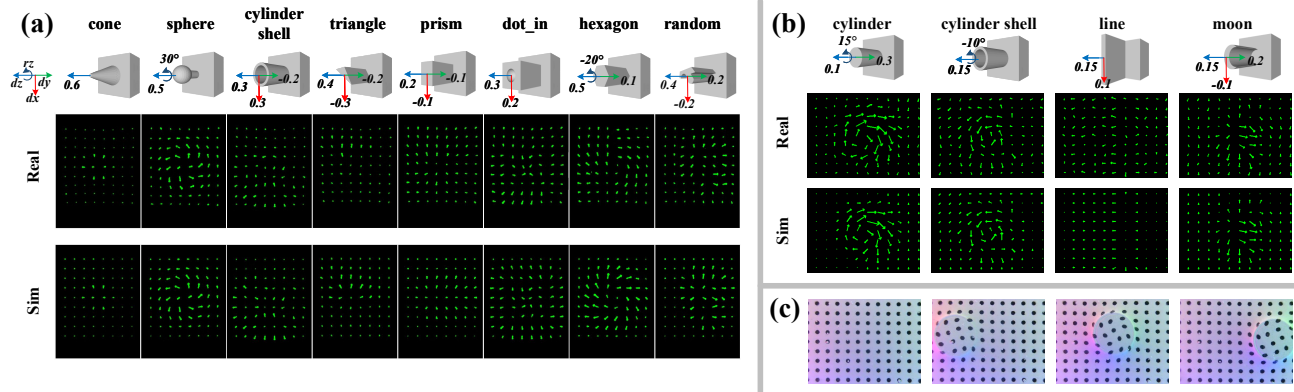 (a)
cone sphere cylinder shell triangle prism dot_in hexagon random
rz
dz dy
dx
0.6
30°
0.5
-0.2
0.3
0.3
-0.2
0.4
-0.3
-0.1
0.2
-0.1
0.3
0.2
-20°
0.1
0.5
0.2
0.4
-0.2
Real
Sim
(b)
cylinder cylinder shell line moon
15°
0.1 0.3
-10°
0.15
0.15
0.1
0.15 0.2
-0.1
Real
Sim
(c)